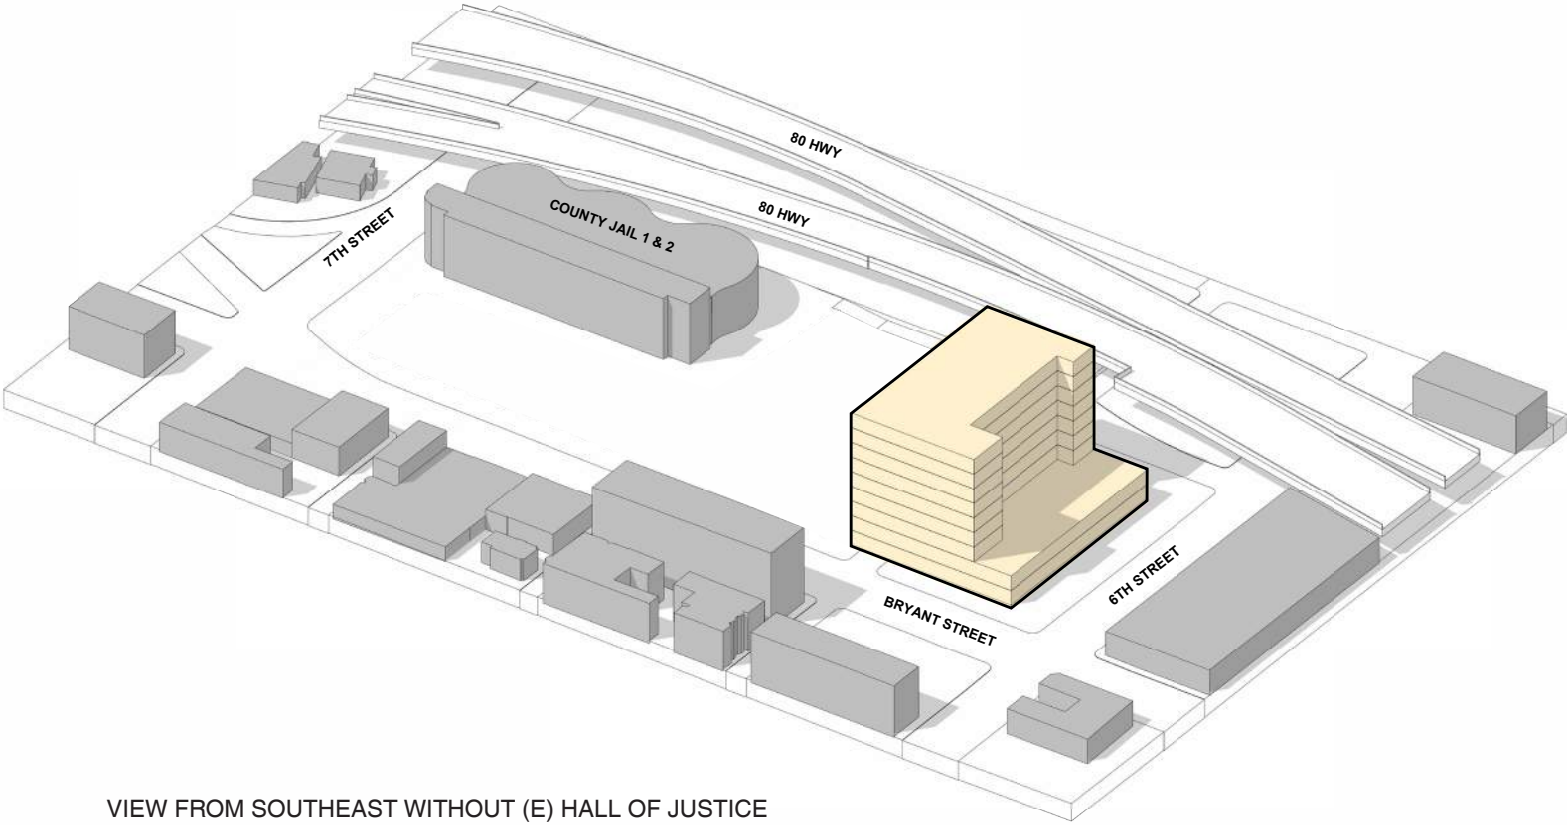 80 HWY
80 HWY
COUNTY JAIL 1 & 2
7TH STREET
6TH STREET
BRYANT STREET
VIEW FROM SOUTHEAST WITHOUT (E) HALL OF JUSTICE